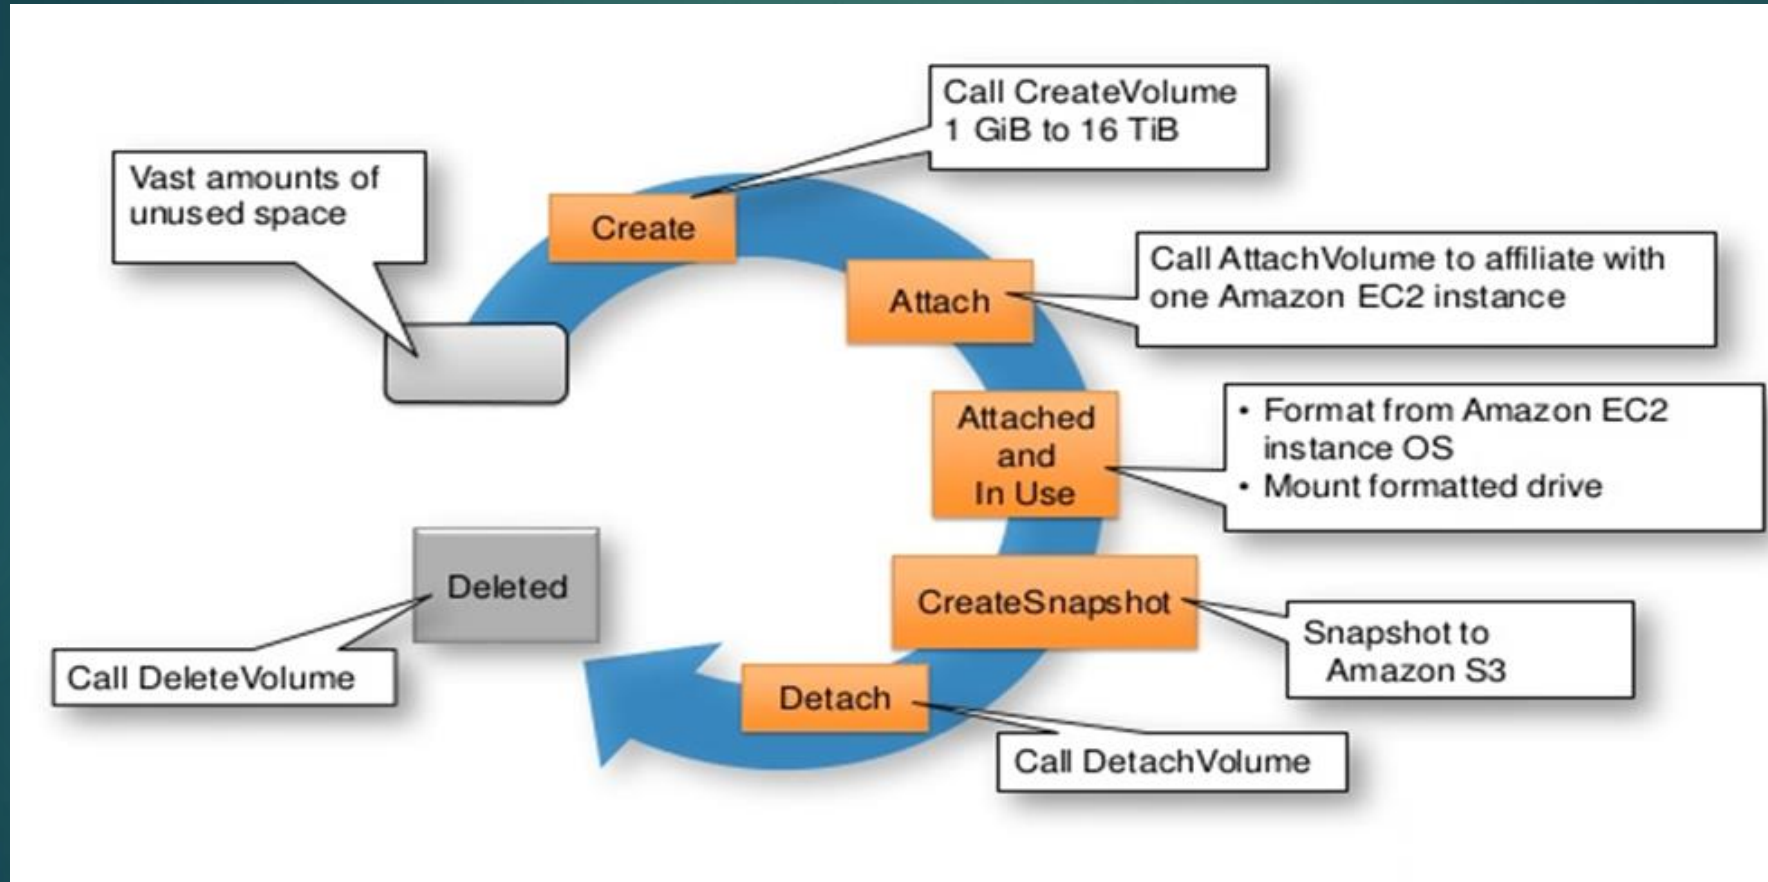 Vast amounts of
unused space
Create
Call CreateVolume
1 GiB to 16 TiB
Attach
Call AttachVolume to affiliate with
one Amazon EC2 instance
Attached
and
In Use
• Format from Amazon EC2
instance OS
• Mount formatted drive
CreateSnapshot
Snapshot to
Amazon S3
Detach
Call DetachVolume
Deleted
Call DeleteVolume